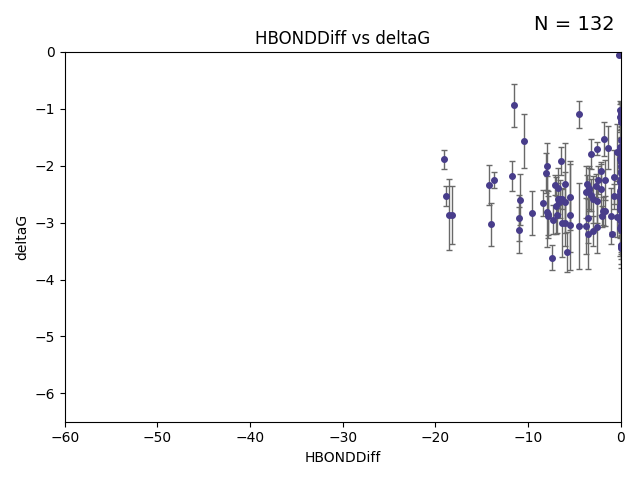 N = 132
HBONDDiff vs deltaG
deltaG
0
−1
−2
−3
−4
−5
−6
−60 −50 −40 −30 −20 −10 0
HBONDDiff